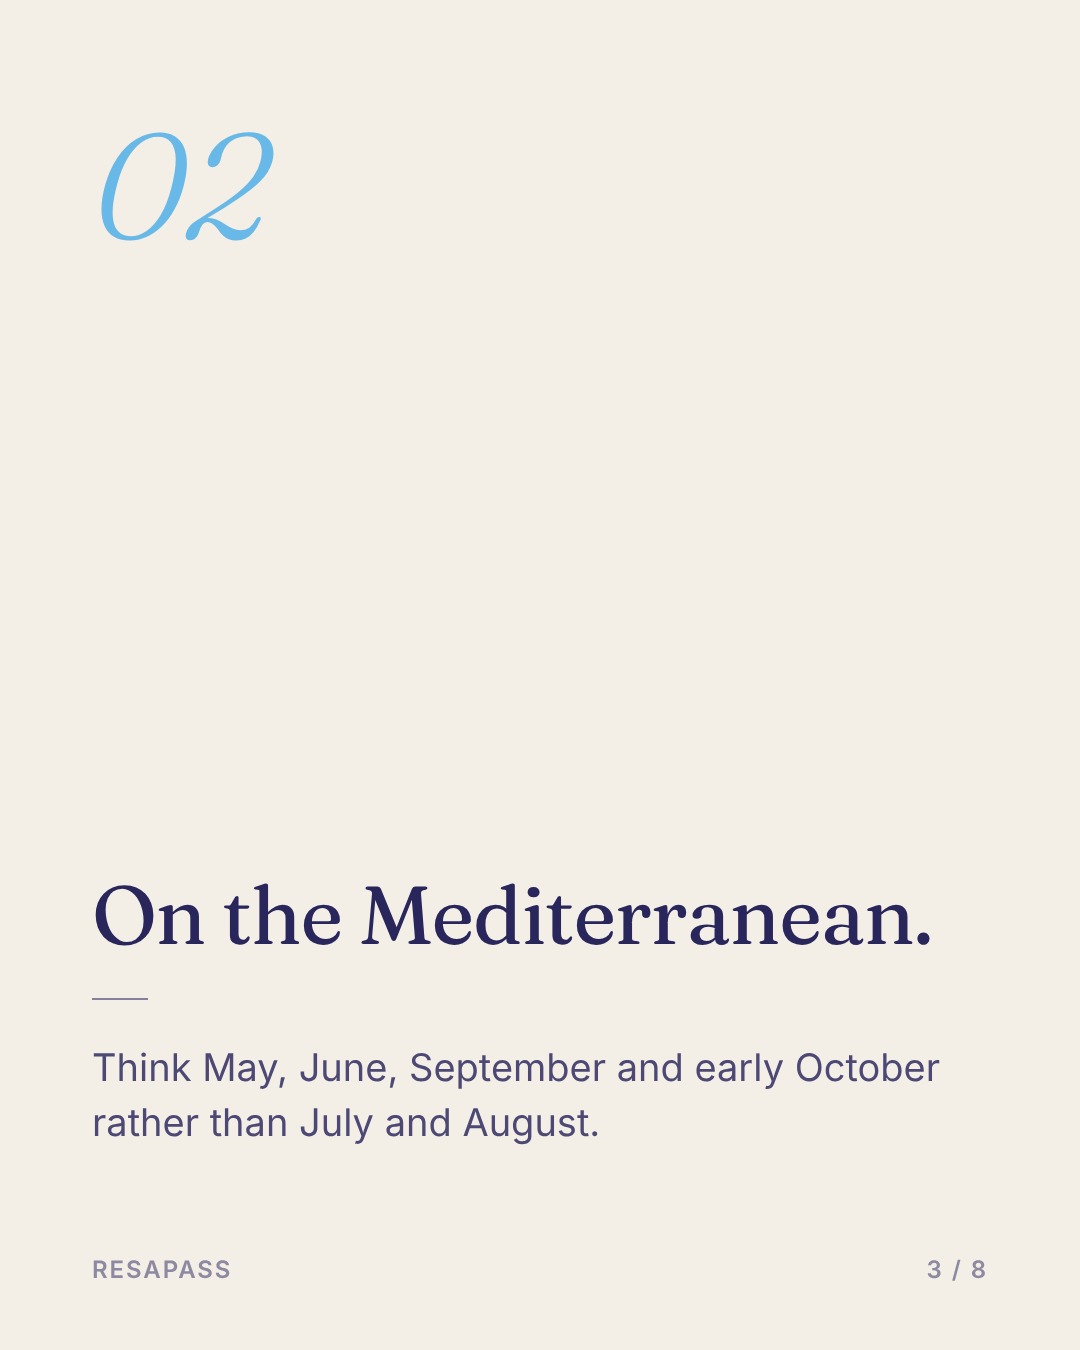 02
On the Mediterranean.
Think May, June, September and early October
rather than July and August.
RESAPASS
3 / 8